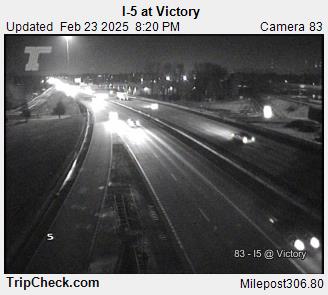 I-5 at Victory
Updated  Feb 23 2025  8:20 PM  Camera 83
T
S
83 - I5 @ Victory
TripCheck.com  Milepost306.80